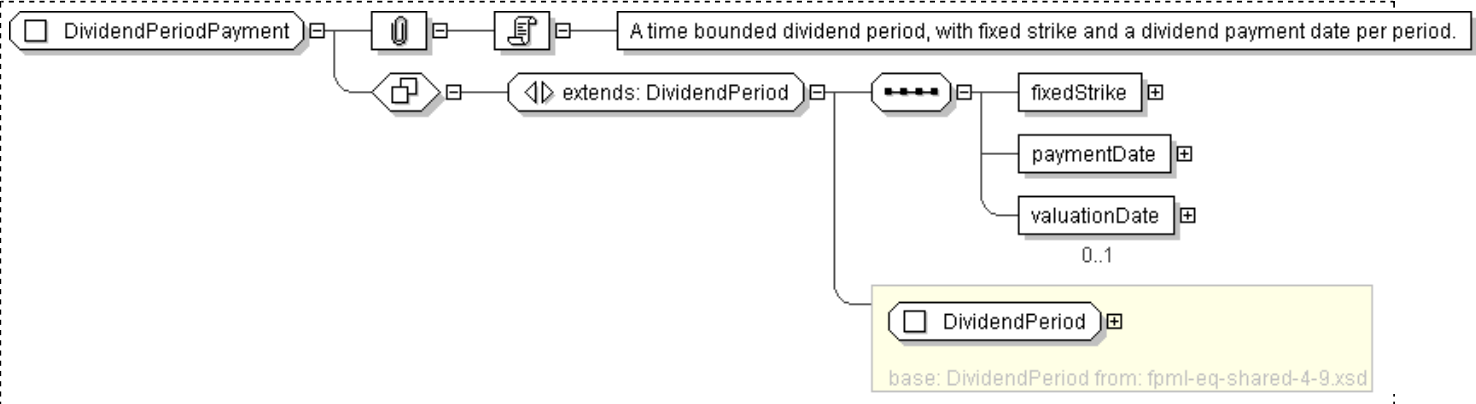 DividendPeriodPayment
A time bounded dividend period, with fixed strike and a dividend payment date per period.
extends: DividendPeriod
fixedStrike
paymentDate
valuationDate
0..1
DividendPeriod
base: DividendPeriod from: fpml-eq-shared-4-9.xsd